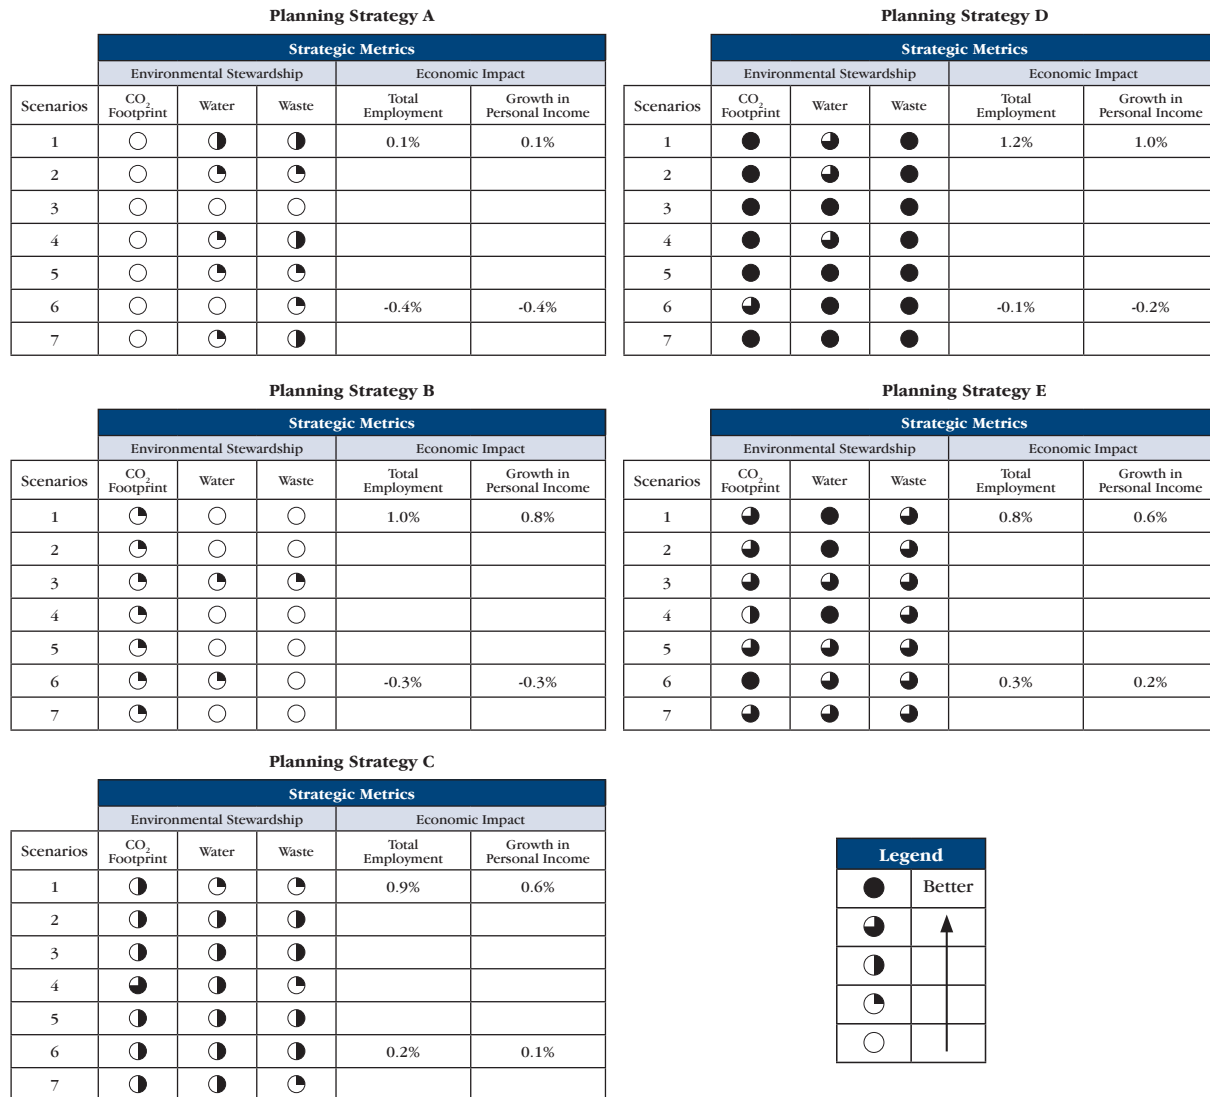 Planning Strategy A
Strategic Metrics
Environmental Stewardship Economic Impact
Scenarios CO2 Footprint Water Waste Total Employment Growth in Personal Income
1 0.1% 0.1%
2
3
4
5
6 -0.4% -0.4%
7
Planning Strategy D
Strategic Metrics
Environmental Stewardship Economic Impact
Scenarios CO2 Footprint Water Waste Total Employment Growth in Personal Income
1 1.2% 1.0%
2
3
4
5
6 -0.1% -0.2%
7
Planning Strategy B
Strategic Metrics
Environmental Stewardship Economic Impact
Scenarios CO2 Footprint Water Waste Total Employment Growth in Personal Income
1 1.0% 0.8%
2
3
4
5
6 -0.3% -0.3%
7
Planning Strategy E
Strategic Metrics
Environmental Stewardship Economic Impact
Scenarios CO2 Footprint Water Waste Total Employment Growth in Personal Income
1 0.8% 0.6%
2
3
4
5
6 0.3% 0.2%
7
Planning Strategy C
Strategic Metrics
Environmental Stewardship Economic Impact
Scenarios CO2 Footprint Water Waste Total Employment Growth in Personal Income
1 0.9% 0.6%
2
3
4
5
6 0.2% 0.1%
7
Legend
Better